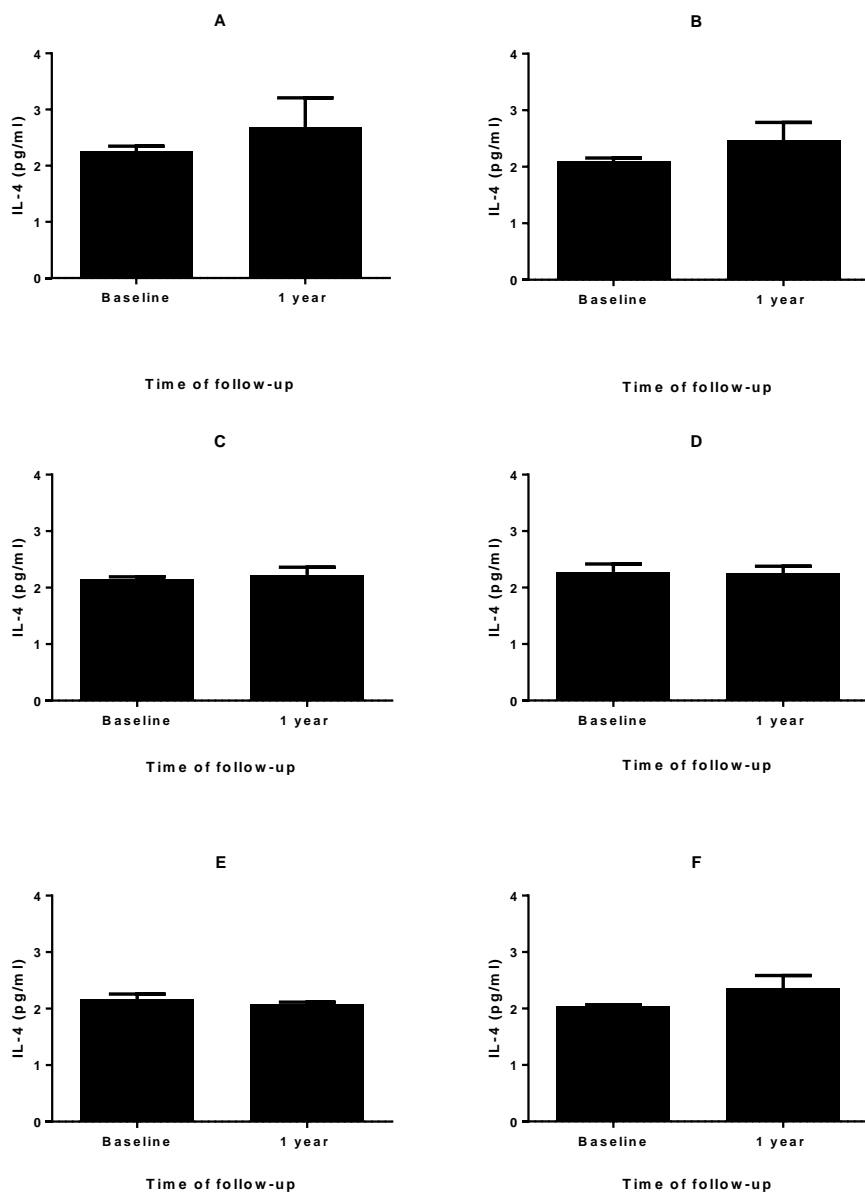 A
IL-4 (pg/ml)
4
3
2
1
0
Baseline 1 year
Time of follow-up
B
IL-4 (pg/ml)
4
3
2
1
0
Baseline 1 year
Time of follow-up
C
IL-4 (pg/ml)
4
3
2
1
0
Baseline 1 year
Time of follow-up
D
IL-4 (pg/ml)
4
3
2
1
0
Baseline 1 year
Time of follow-up
E
IL-4 (pg/ml)
4
3
2
1
0
Baseline 1 year
Time of follow-up
F
IL-4 (pg/ml)
4
3
2
1
0
Baseline 1 year
Time of follow-up